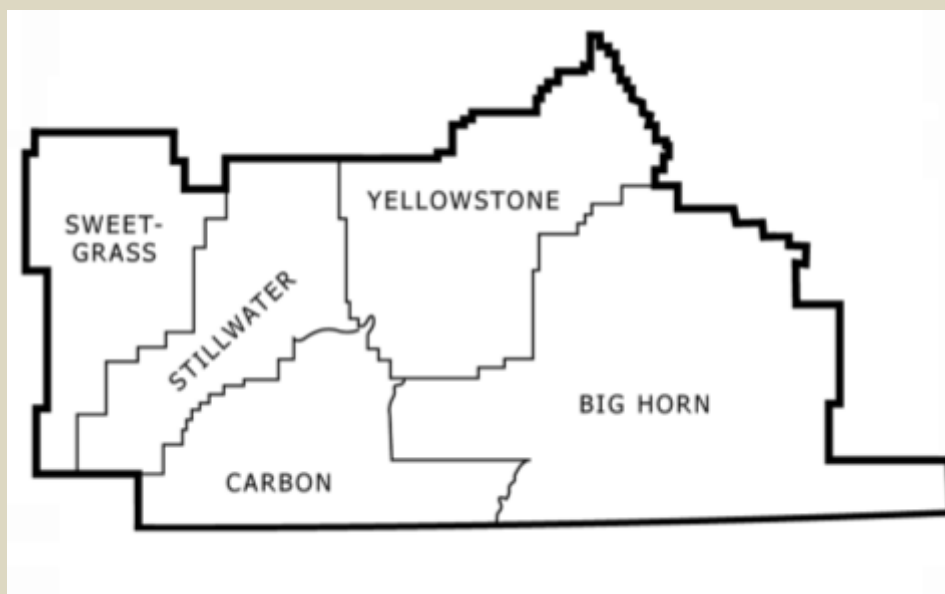 YELLOWSTONE
SWEET-
GRASS
STILLWATER
BIG HORN
CARBON